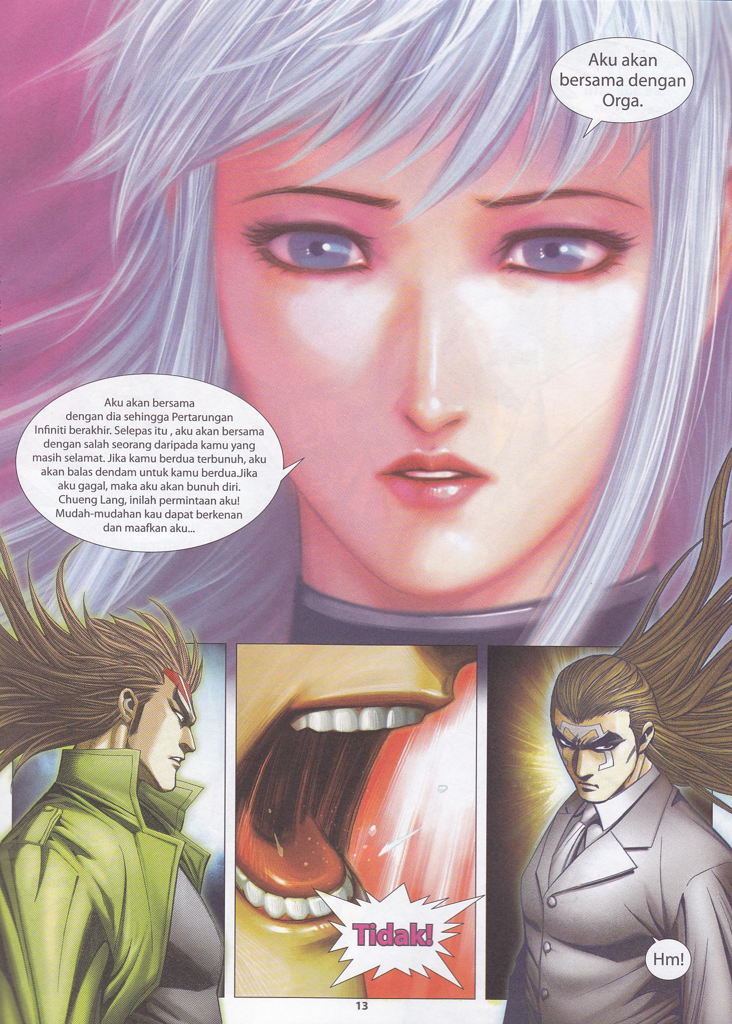 Aku akan
bersama dengan
Orga.
Aku akan bersama
dengan dia sehingga Pertarungan
Infiniti berakhir. Selepas itu , aku akan bersama
dengan salah seorang daripada kamu yang
masih selamat. Jika kamu berdua terbunuh, aku
akan balas dendam untuk kamu berdua.Jika
aku gagal, maka aku akan bunuh diri.
Chueng Lang, inilah permintaan aku!
Mudah-mudahan kau dapat berkenan
dan maafkan aku...
Tidak!
Hm!
13